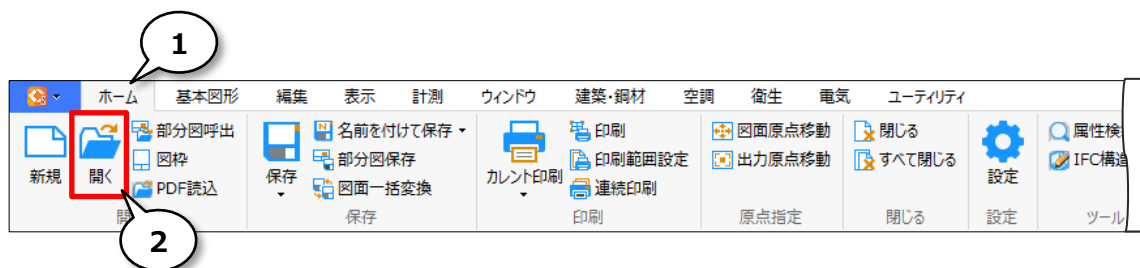 1
ホーム 基本図形 編集 表示 計測 ウィンドウ 建築・鋼材 空調 衛生 電気 ユーティリティ
新規
開く
部分図呼出
図枠
PDF読込
開
保存
名前を付けて保存
部分図保存
図面一括変換
保存
カレント印刷
印刷
印刷範囲設定
連続印刷
印刷
図面原点移動
出力原点移動
原点指定
閉じる
すべて閉じる
閉じる
設定
設定
属性検
IFC構造
ツール
2